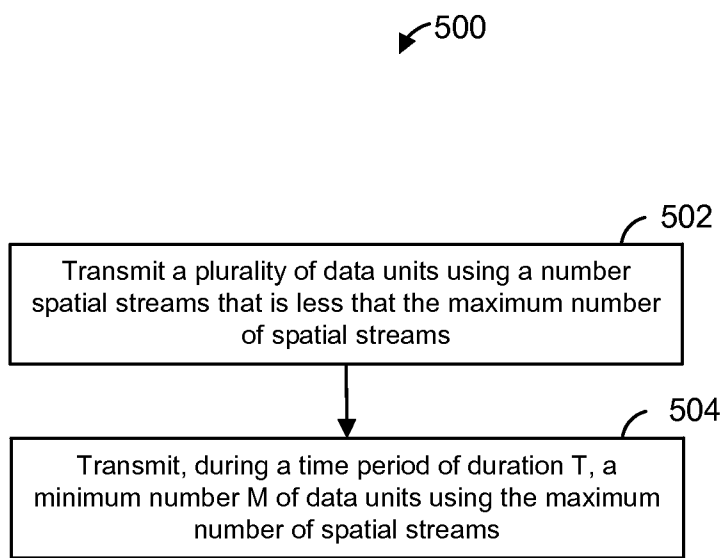 500
502
Transmit a plurality of data units using a number
spatial streams that is less that the maximum number
of spatial streams
504
Transmit, during a time period of duration T, a
minimum number M of data units using the maximum
number of spatial streams